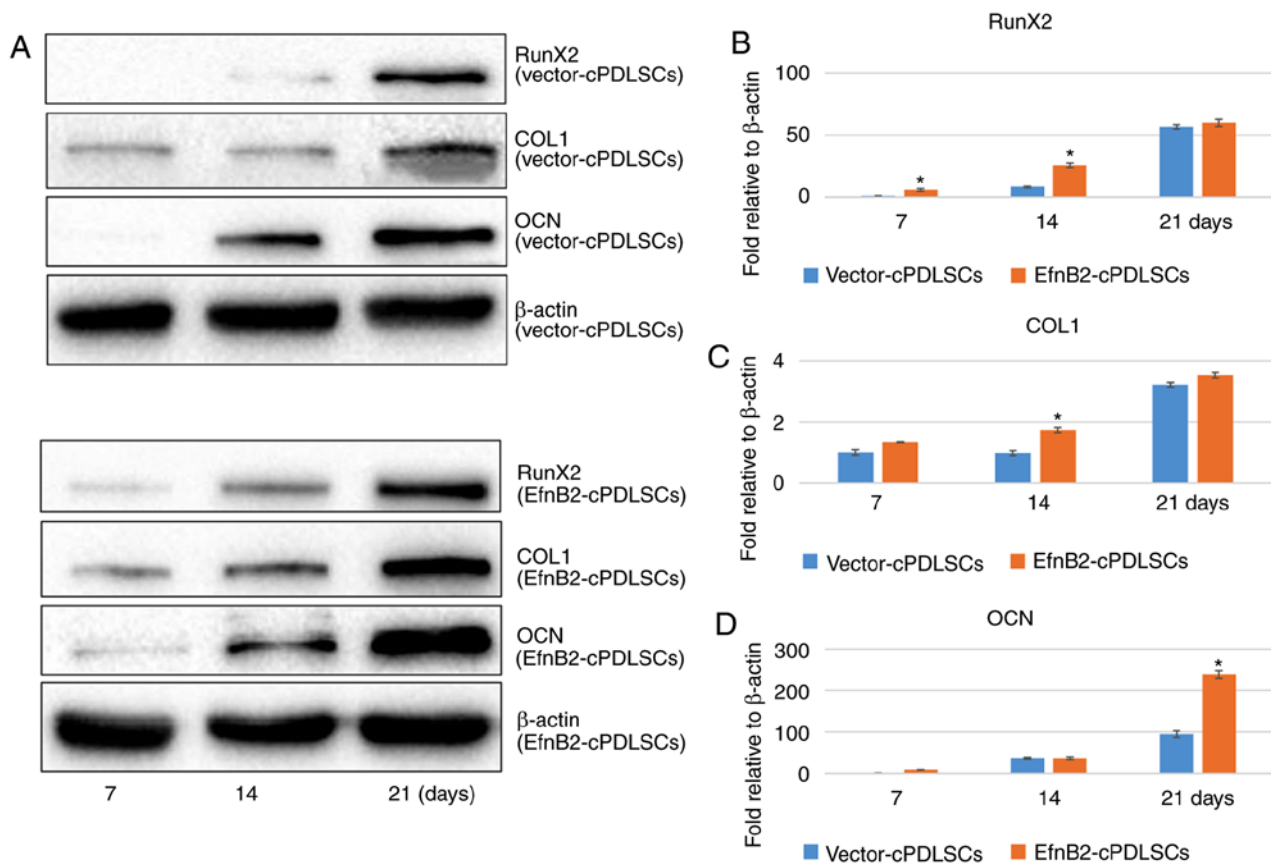 A
RunX2
(vector-cPDLSCs)
COL1
(vector-cPDLSCs)
OCN
(vector-cPDLSCs)
β-actin
(vector-cPDLSCs)
RunX2
(EfnB2-cPDLSCs)
COL1
(EfnB2-cPDLSCs)
OCN
(EfnB2-cPDLSCs)
β-actin
(EfnB2-cPDLSCs)
7 14 21 (days)
B
RunX2
Fold relative to β-actin
100
50
0
*
*
7 14 21 days
Vector-cPDLSCs EfnB2-cPDLSCs
C
COL1
Fold relative to β-actin
4
2
0
*
7 14 21 days
Vector-cPDLSCs EfnB2-cPDLSCs
D
OCN
Fold relative to β-actin
300
200
100
0
*
7 14 21 days
Vector-cPDLSCs EfnB2-cPDLSCs